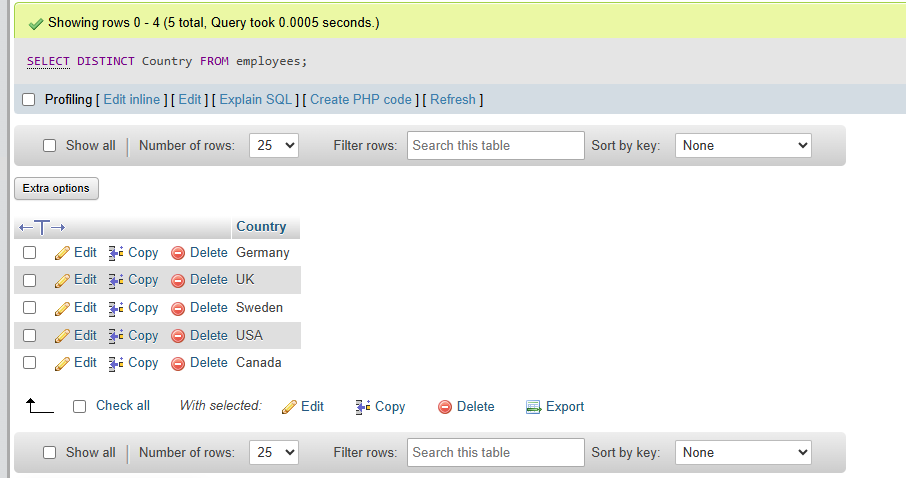 Showing rows 0 - 4 (5 total, Query took 0.0005 seconds.)
SELECT DISTINCT Country FROM employees;
Profiling [ Edit inline ] [ Edit ] [ Explain SQL ] [ Create PHP code ] [ Refresh ]
Show all Number of rows: 25 Filter rows: Search this table Sort by key: None
Extra options
←T→ Country
Edit Copy Delete Germany
Edit Copy Delete UK
Edit Copy Delete Sweden
Edit Copy Delete USA
Edit Copy Delete Canada
Check all With selected: Edit Copy Delete Export
Show all Number of rows: 25 Filter rows: Search this table Sort by key: None